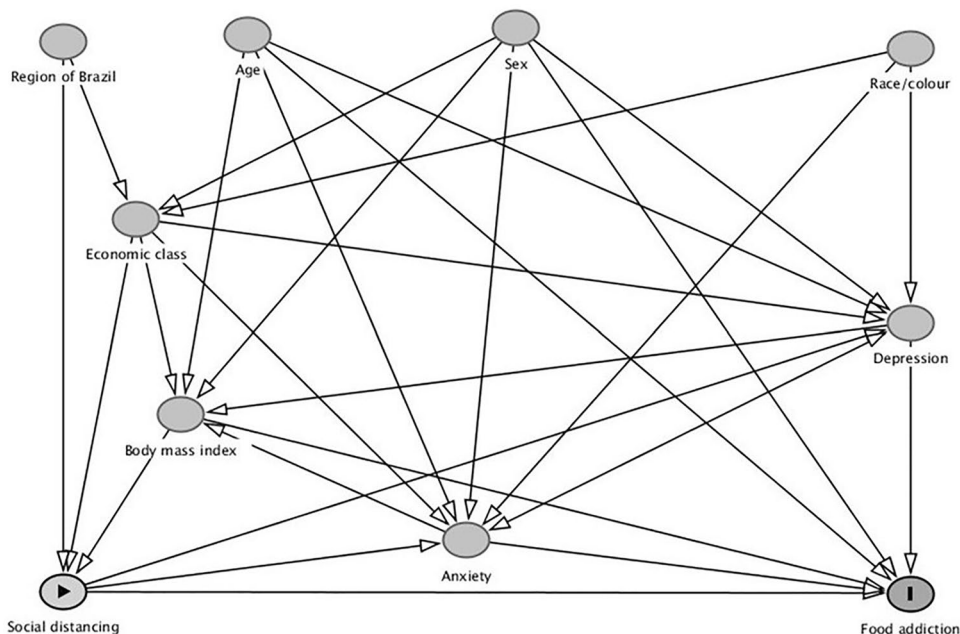 Region of Brazil
Age
Sex
Race/colour
Economic class
Depression
Body mass index
Anxiety
Social distancing
Food addiction